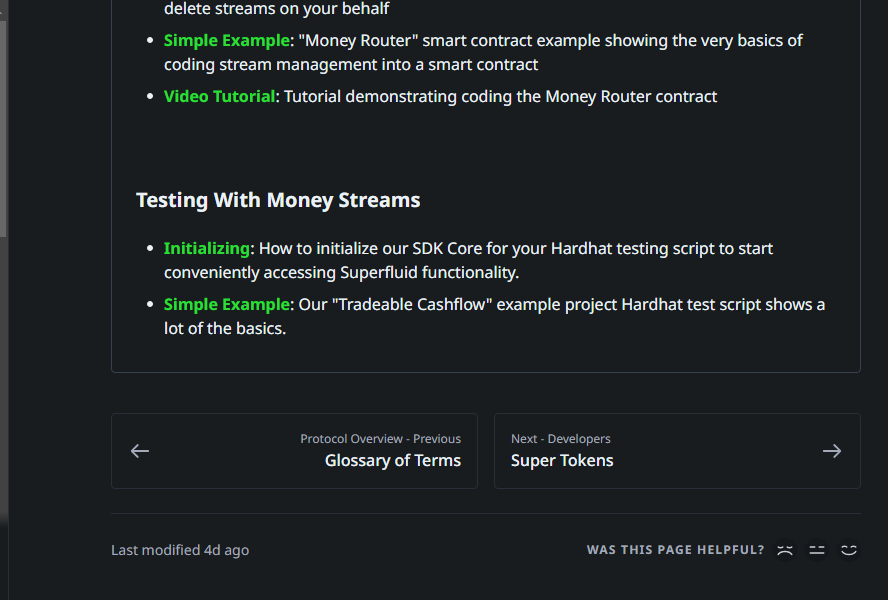 delete streams on your behalf
Simple Example: "Money Router" smart contract example showing the very basics of
coding stream management into a smart contract
Video Tutorial: Tutorial demonstrating coding the Money Router contract
Testing With Money Streams
Initializing: How to initialize our SDK Core for your Hardhat testing script to start
conveniently accessing Superfluid functionality.
Simple Example: Our "Tradeable Cashflow" example project Hardhat test script shows a
lot of the basics.
Protocol Overview - Previous
Glossary of Terms
Next - Developers
Super Tokens
Last modified 4d ago
WAS THIS PAGE HELPFUL?